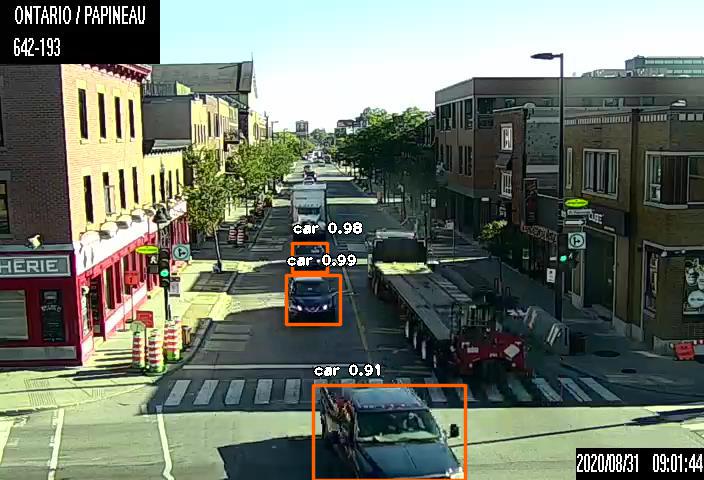 ONTARIO / PAPINEAU
642-193
car 0.98
car 0.99
HERIE
car 0.91
2020/08/31 09:01:44